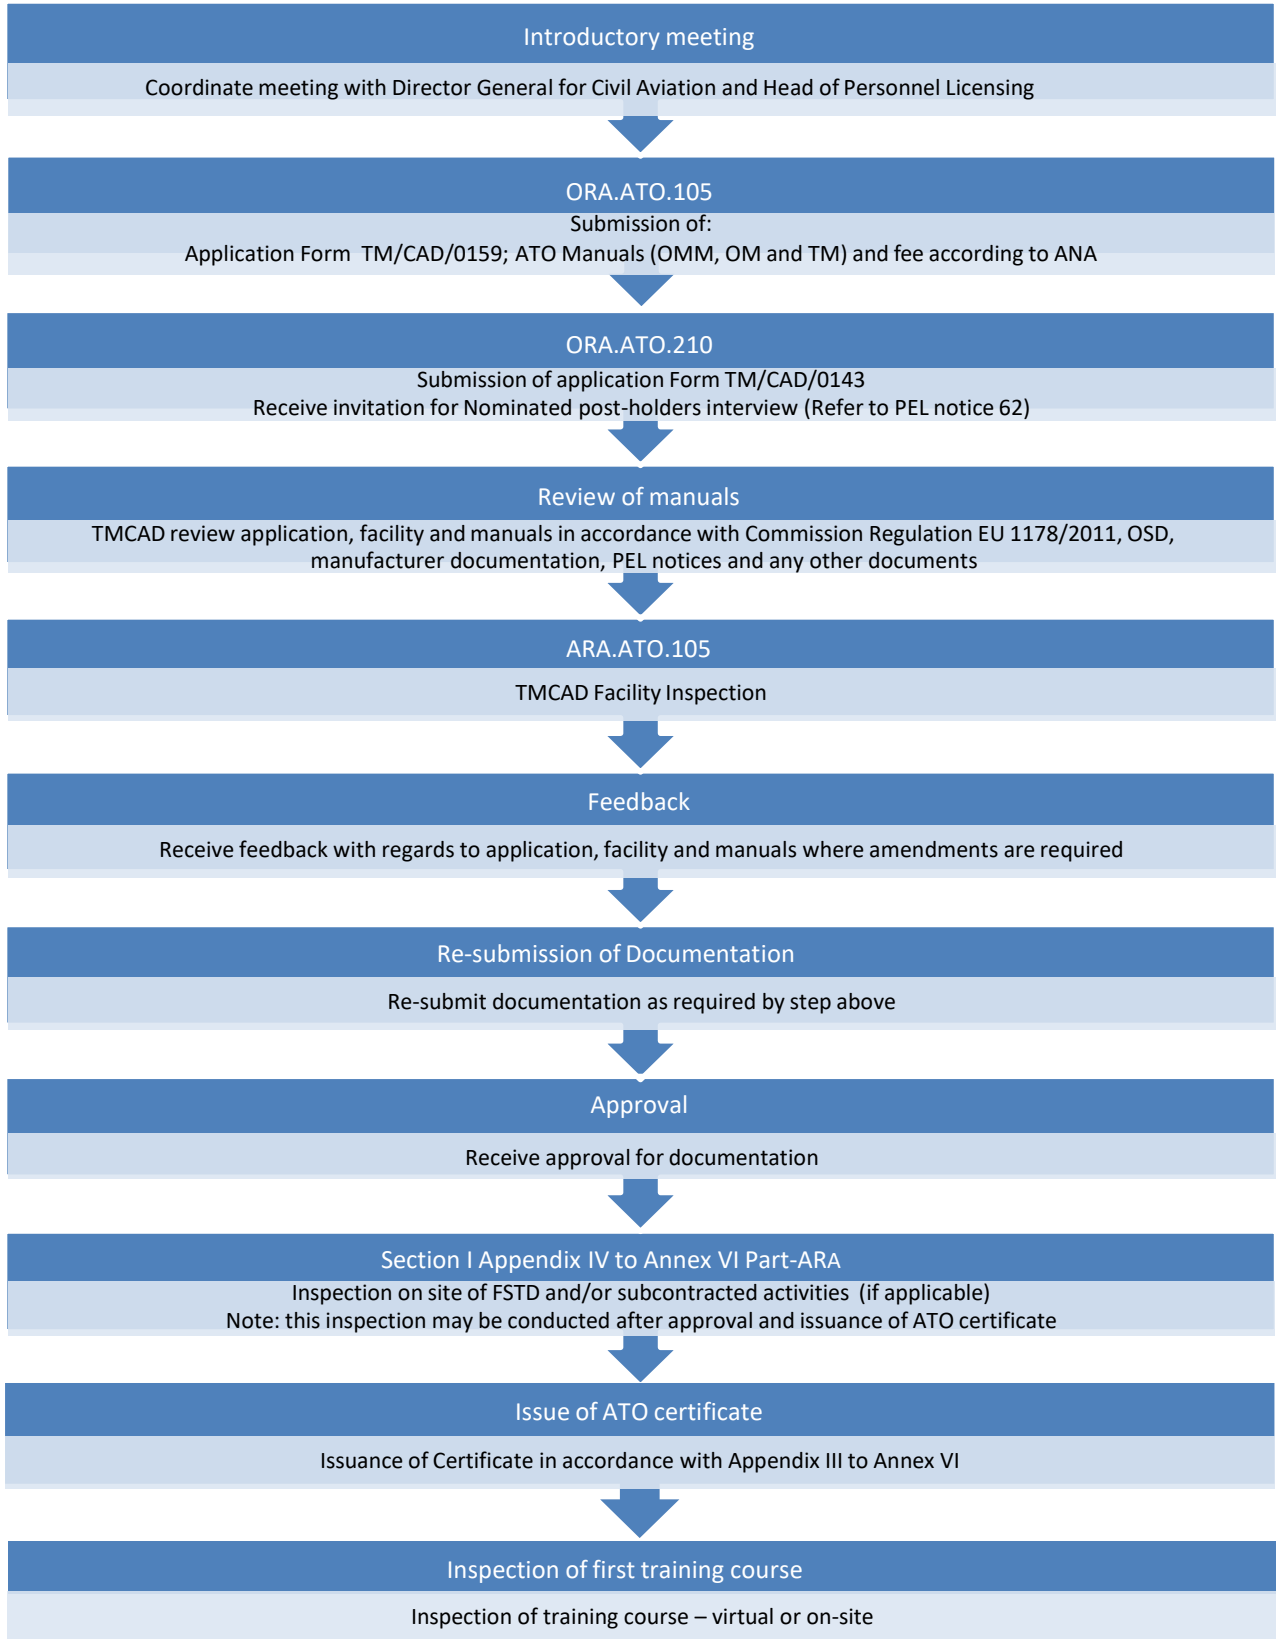 Introductory meeting
Coordinate meeting with Director General for Civil Aviation and Head of Personnel Licensing
ORA.ATO.105
Submission of:
Application Form TM/CAD/0159; ATO Manuals (OMM, OM and TM) and fee according to ANA
ORA.ATO.210
Submission of application Form TM/CAD/0143
Receive invitation for Nominated post-holders interview (Refer to PEL notice 62)
Review of manuals
TMCAD review application, facility and manuals in accordance with Commission Regulation EU 1178/2011, OSD,
manufacturer documentation, PEL notices and any other documents
ARA.ATO.105
TMCAD Facility Inspection
Feedback
Receive feedback with regards to application, facility and manuals where amendments are required
Re-submission of Documentation
Re-submit documentation as required by step above
Approval
Receive approval for documentation
Section I Appendix IV to Annex VI Part-ARA
Inspection on site of FSTD and/or subcontracted activities (if applicable)
Note: this inspection may be conducted after approval and issuance of ATO certificate
Issue of ATO certificate
Issuance of Certificate in accordance with Appendix III to Annex VI
Inspection of first training course
Inspection of training course – virtual or on-site